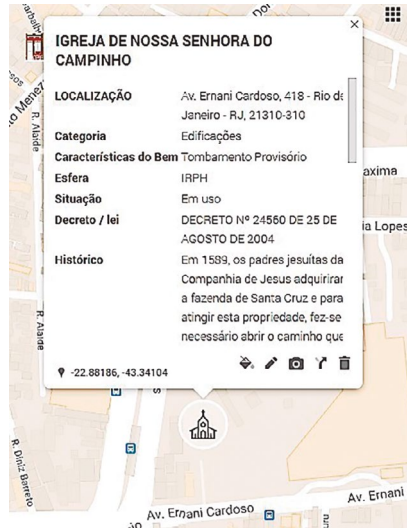 IGREJA DE NOSSA SENHORA DO
CAMPINHO
LOCALIZAÇÃO Av. Ernani Cardoso, 418 - Rio de
Janeiro - RJ, 21310-310
Categoria Edificações
Características do Bem Tombamento Provisório
Esfera IRPH
Situação Em uso
Decreto / lei DECRETO Nº 24560 DE 25 DE
AGOSTO DE 2004
Histórico Em 1589, os padres jesuítas da
Companhia de Jesus adquirirar
a fazenda de Santa Cruz e para
atingir esta propriedade, fez-se
necessário abrir o caminho que
-22.88186, -43.34104
R. Alaide
R. Alaide
axima
ia Lopes
R. Diniz Barreto
Av. Ernani Cardoso
Av. Ernani